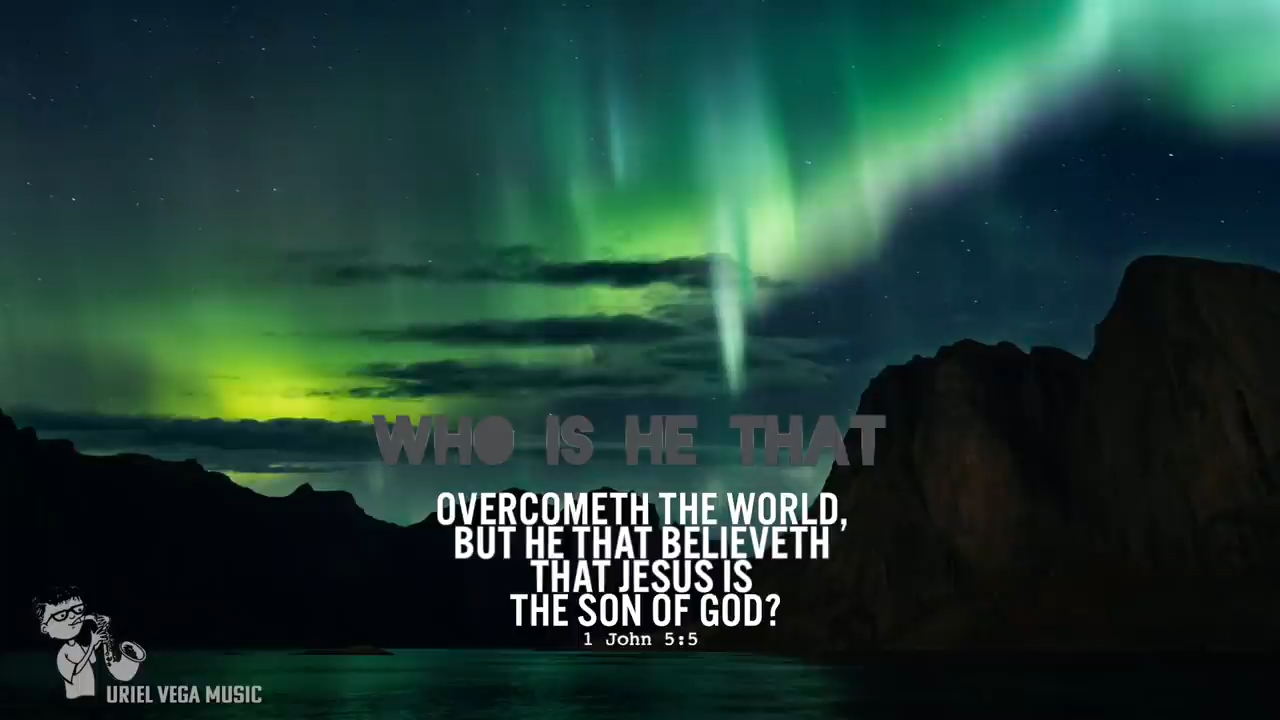 WHO IS HE THAT
OVERCOMETH THE WORLD,
BUT HE THAT BELIEVETH
THAT JESUS IS
THE SON OF GOD?
1 John 5:5
URIEL VEGA MUSIC